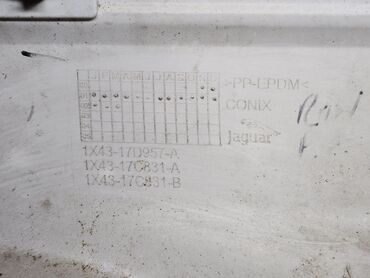 J F M A M J J A S O N D
>PP-EPDM<
CONIX
Jaguar
1X43-17D957-A
1X43-17C831-A
1X43-17C831-B